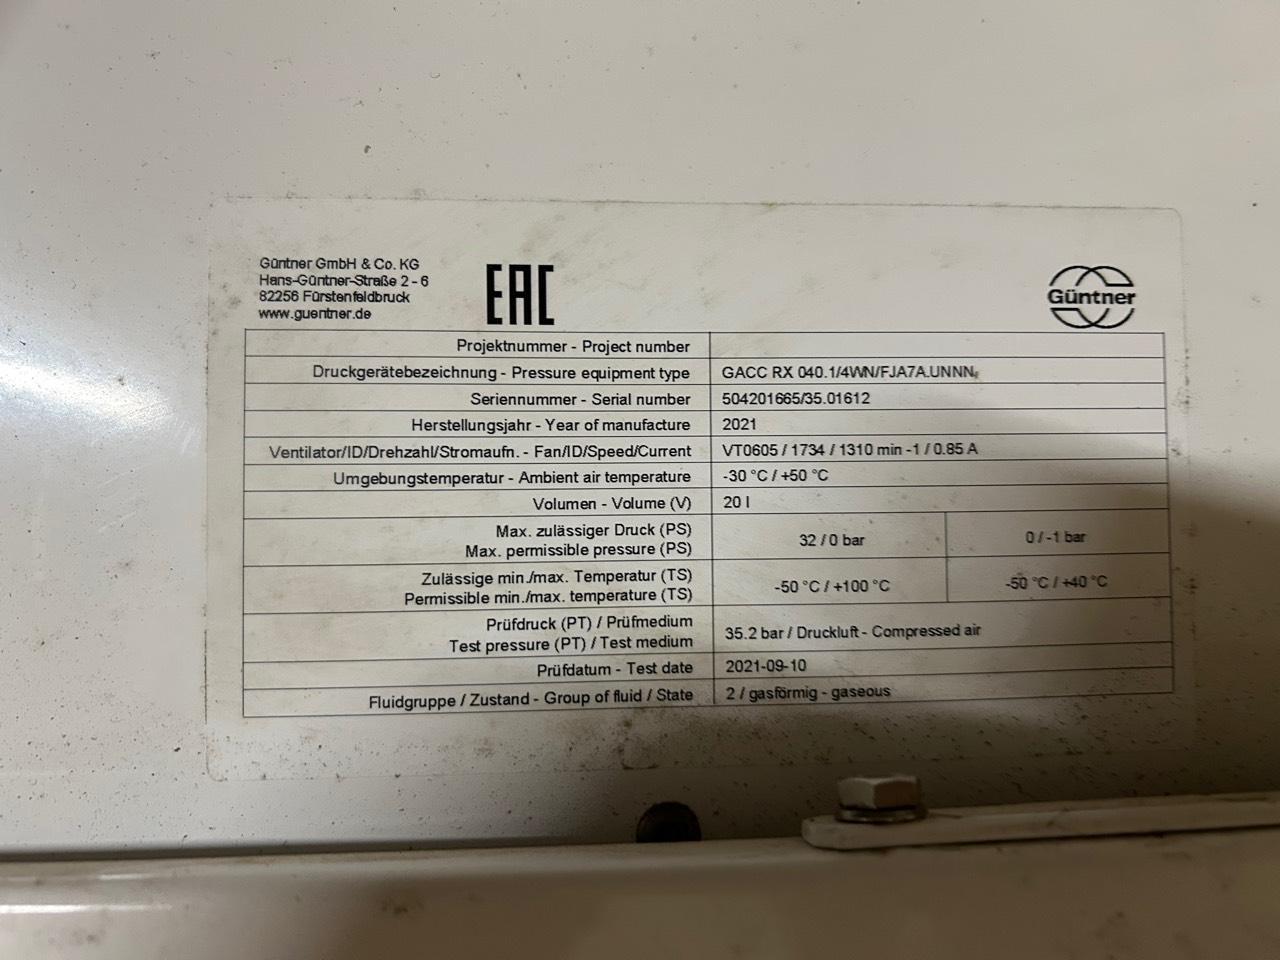 Güntner GmbH & Co. KG
Hans-Güntner-Straße 2 - 6
82256 Fürstenfeldbruck
www.guentner.de
EAC
Güntner
Projektnummer - Project number
Druckgerätebezeichnung - Pressure equipment type GACC RX 040.1/4WN/FJA7A.UNNN
Seriennummer - Serial number 504201665/35.01612
Herstellungsjahr - Year of manufacture 2021
Ventilator/ID/Drehzahl/Stromaufn. - Fan/ID/Speed/Current VT0605 / 1734 / 1310 min -1 / 0.85 A
Umgebungstemperatur - Ambient air temperature -30 °C / +50 °C
Volumen - Volume (V) 20 l
Max. zulässiger Druck (PS)
Max. permissible pressure (PS) 32 / 0 bar 0 / -1 bar
Zulässige min./max. Temperatur (TS)
Permissible min./max. temperature (TS) -50 °C / +100 °C -50 °C / +40 °C
Prüfdruck (PT) / Prüfmedium
Test pressure (PT) / Test medium 35.2 bar / Druckluft - Compressed air
Prüfdatum - Test date 2021-09-10
Fluidgruppe / Zustand - Group of fluid / State 2 / gasförmig - gaseous